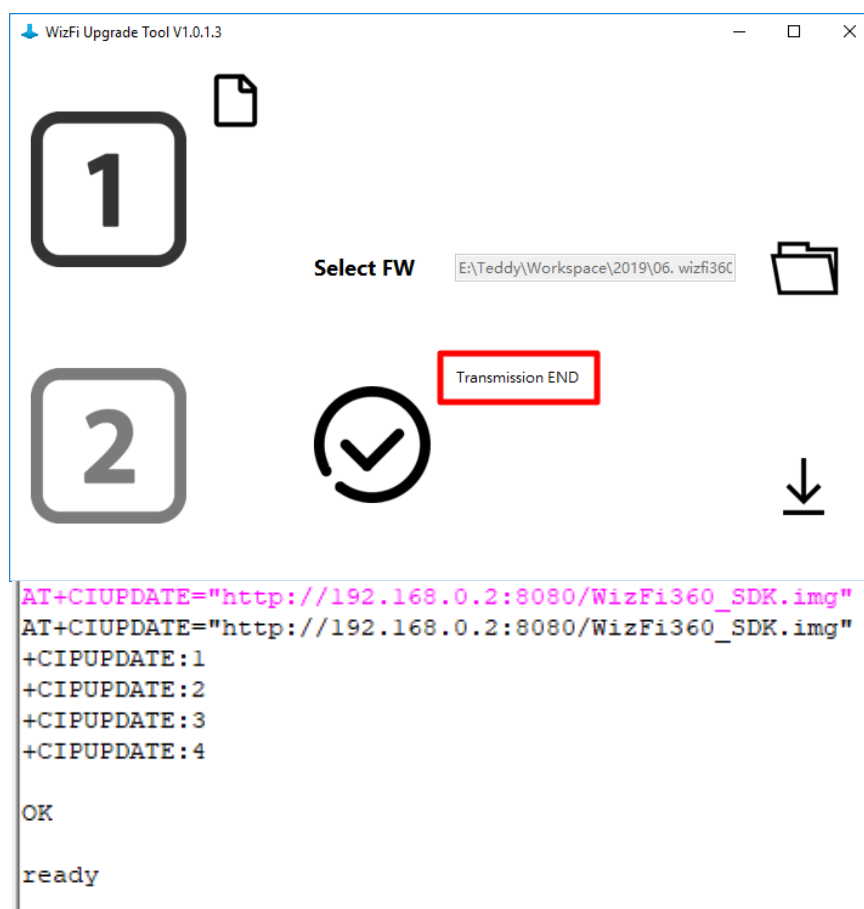 WizFi Upgrade Tool V1.0.1.3
1
Select FW
E:\Teddy\Workspace\2019\06. wizfi360
Transmission END
2
AT+CIUPDATE="http://192.168.0.2:8080/WizFi360_SDK.img"
AT+CIUPDATE="http://192.168.0.2:8080/WizFi360_SDK.img"
+CIPUPDATE:1
+CIPUPDATE:2
+CIPUPDATE:3
+CIPUPDATE:4
OK
ready